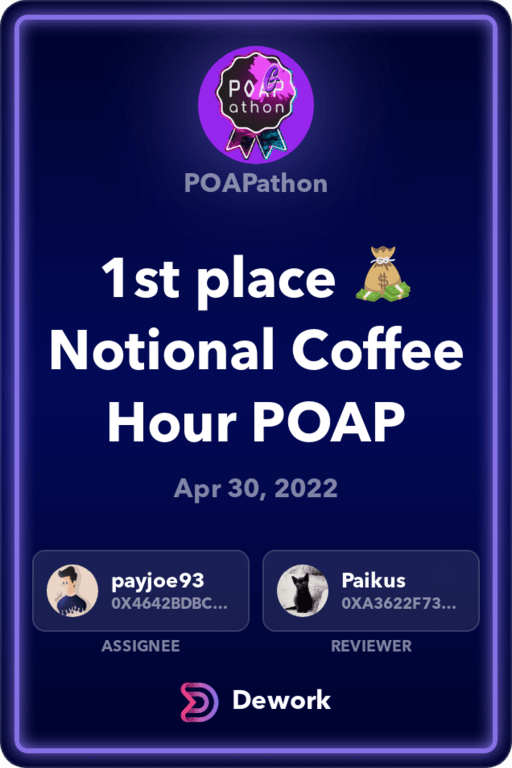 POAP
athon
POAPathon
1st place 💰
Notional Coffee
Hour POAP
Apr 30, 2022
payjoe93
0X4642BDBC...
ASSIGNEE
Paikus
0XA3622F73...
REVIEWER
Dework